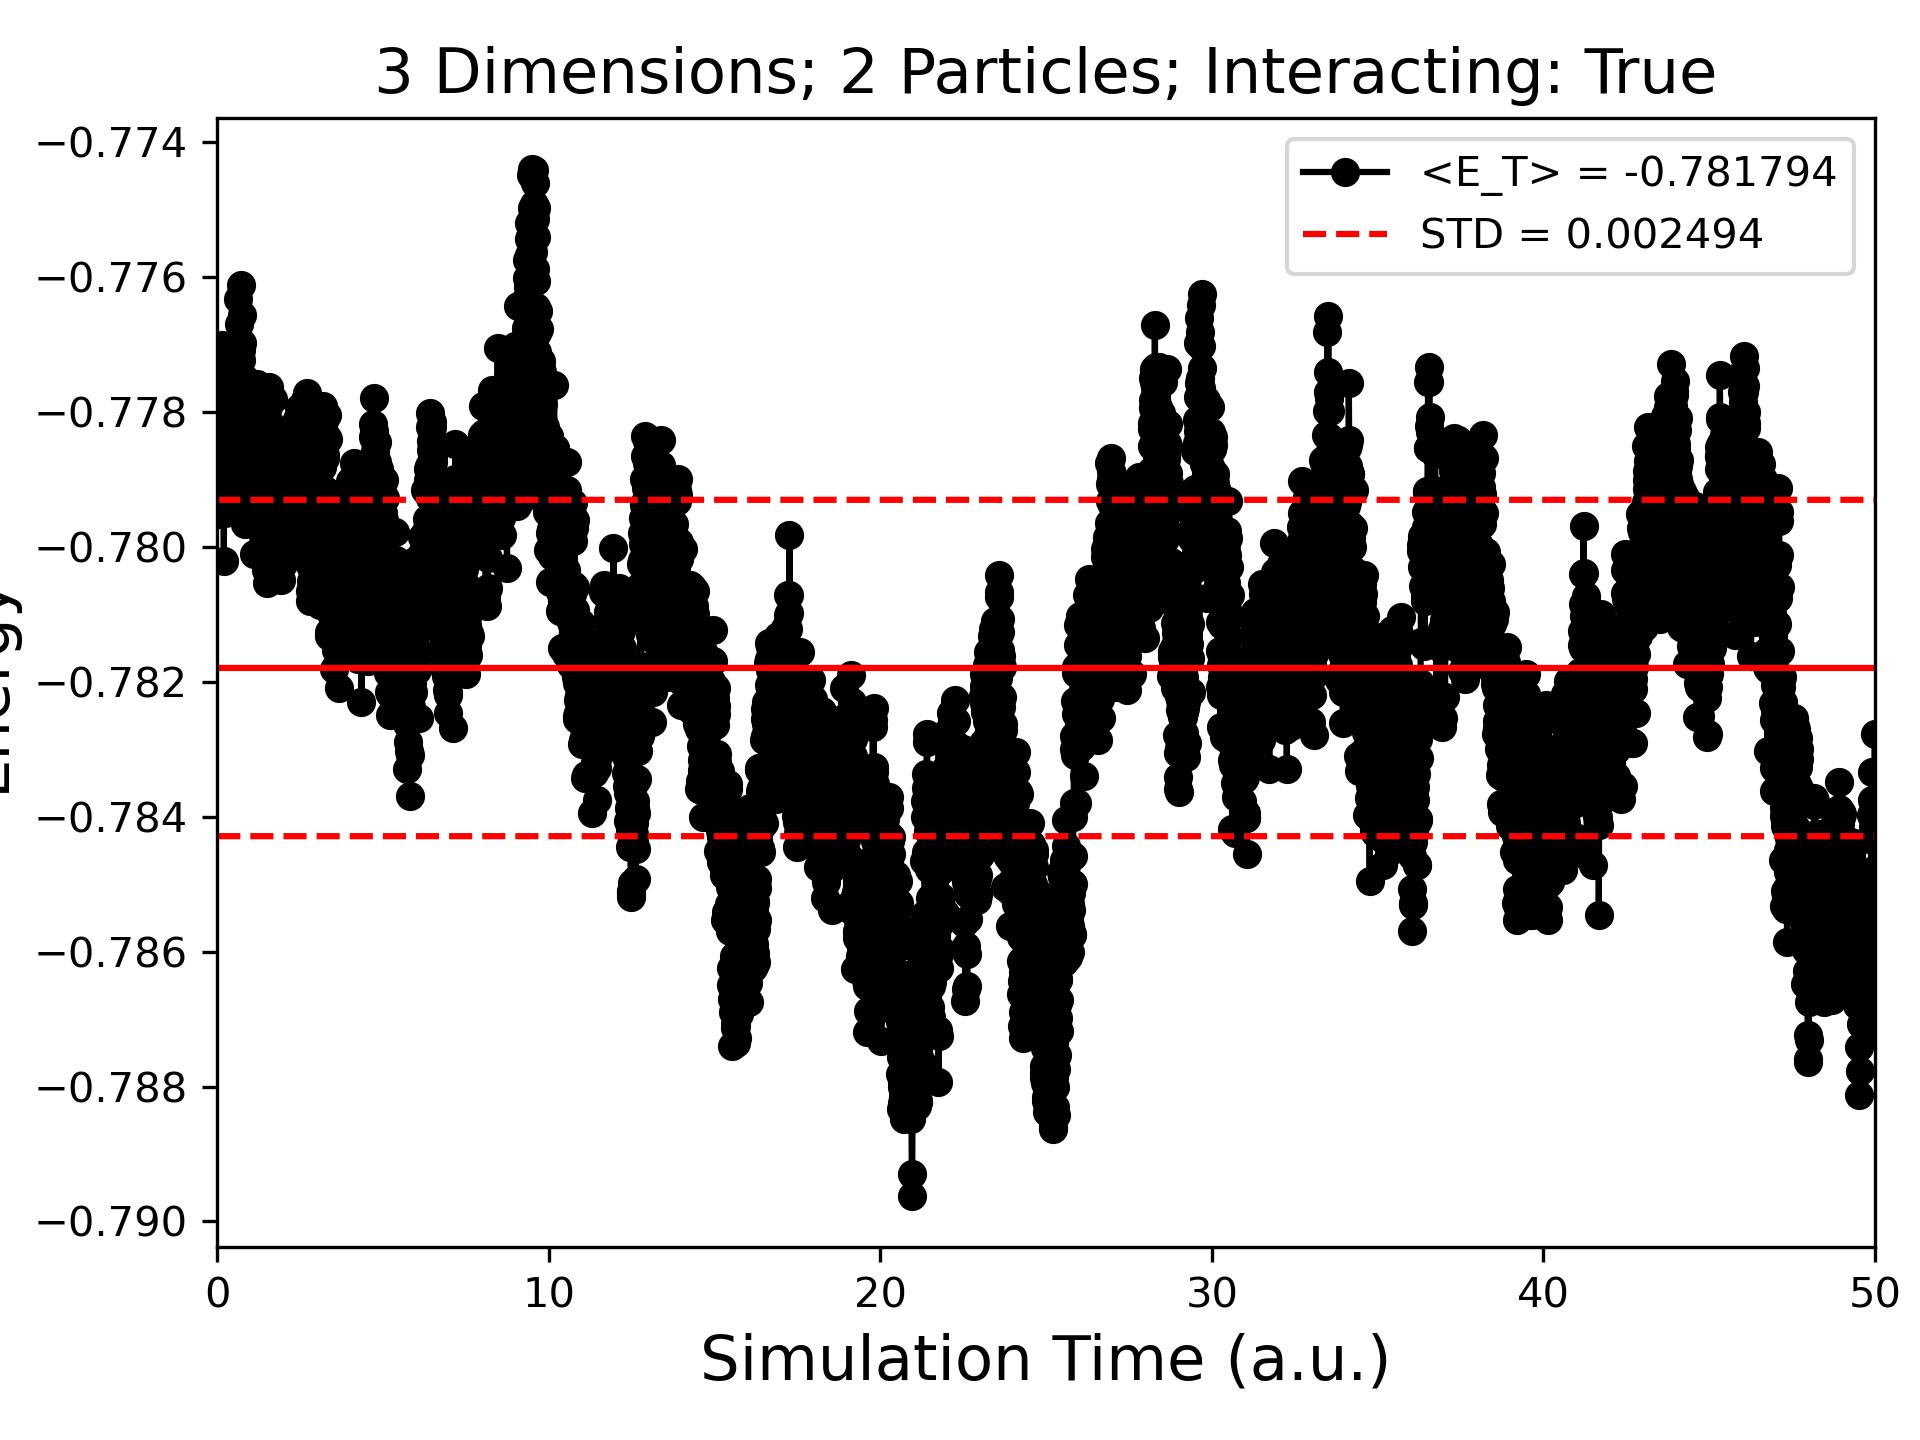 3 Dimensions; 2 Particles; Interacting: True
<E_T> = -0.781794
STD = 0.002494
−0.774
−0.776
−0.778
−0.780
−0.782
−0.784
−0.786
−0.788
−0.790
Energy
0 10 20 30 40 50
Simulation Time (a.u.)